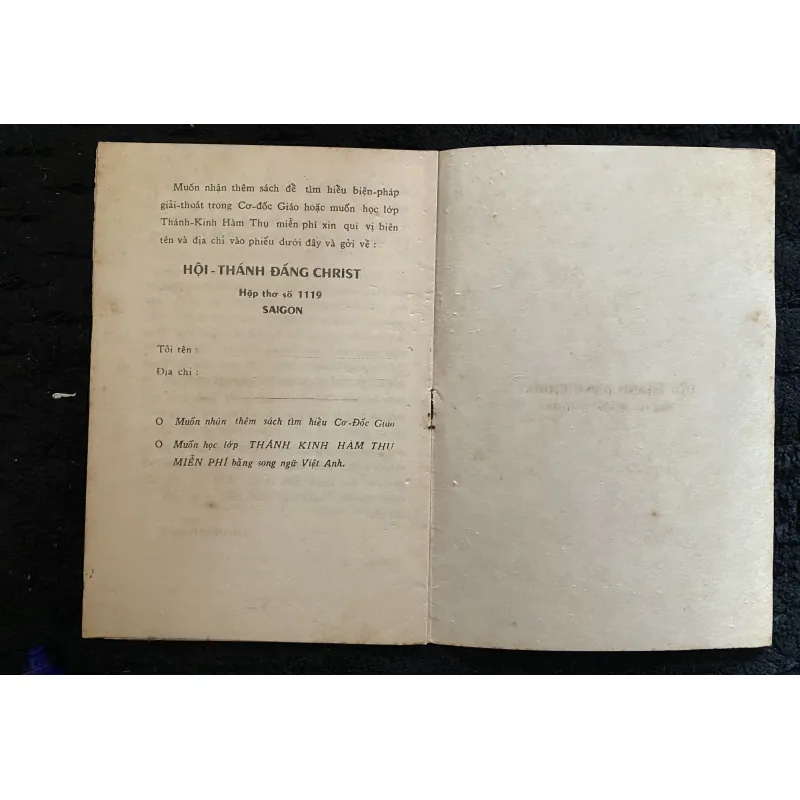 Muốn nhận thêm sách để tìm hiểu biện-pháp
giải-thoát trong Cơ-đốc Giáo hoặc muốn học lớp
Thánh-Kinh Hàm Thụ miễn phí xin quí vị biên
tên và địa chỉ vào phiếu dưới đây và gởi về :
HỘI - THÁNH ĐẤNG CHRIST
Hộp thơ số 1119
SAIGON
Tôi tên :
Địa chỉ :
O Muốn nhận thêm sách tìm hiểu Cơ-Đốc Giáo
O Muốn học lớp THÁNH KINH HÀM THỤ
MIỄN PHÍ bằng song ngữ Việt Anh.